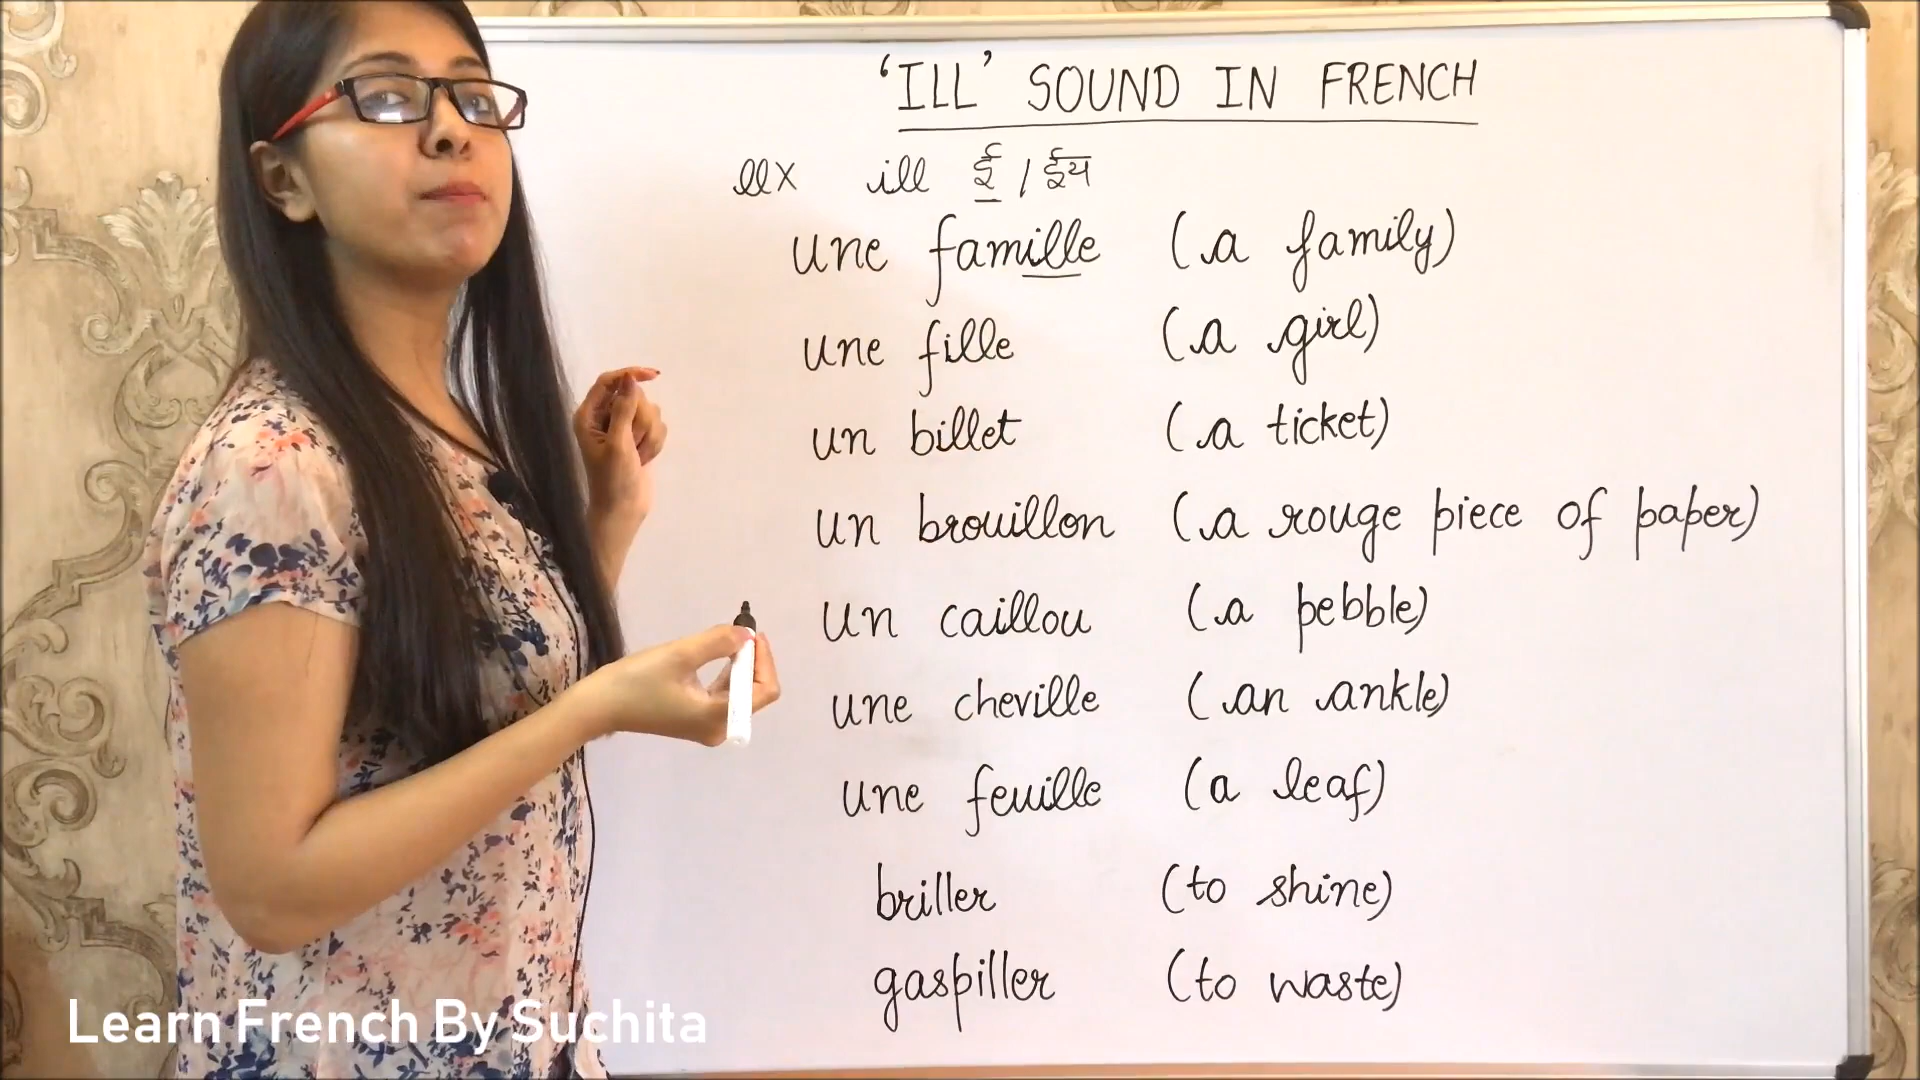 ‘ILL’ SOUND IN FRENCH
llX ill ई / ईय
une famille (a family)
une fille (a girl)
un billet (a ticket)
un brouillon (a rouge piece of paper)
un caillou (a pebble)
une cheville (an ankle)
une feuille (a leaf)
briller (to shine)
gaspiller (to waste)
Learn French By Suchita